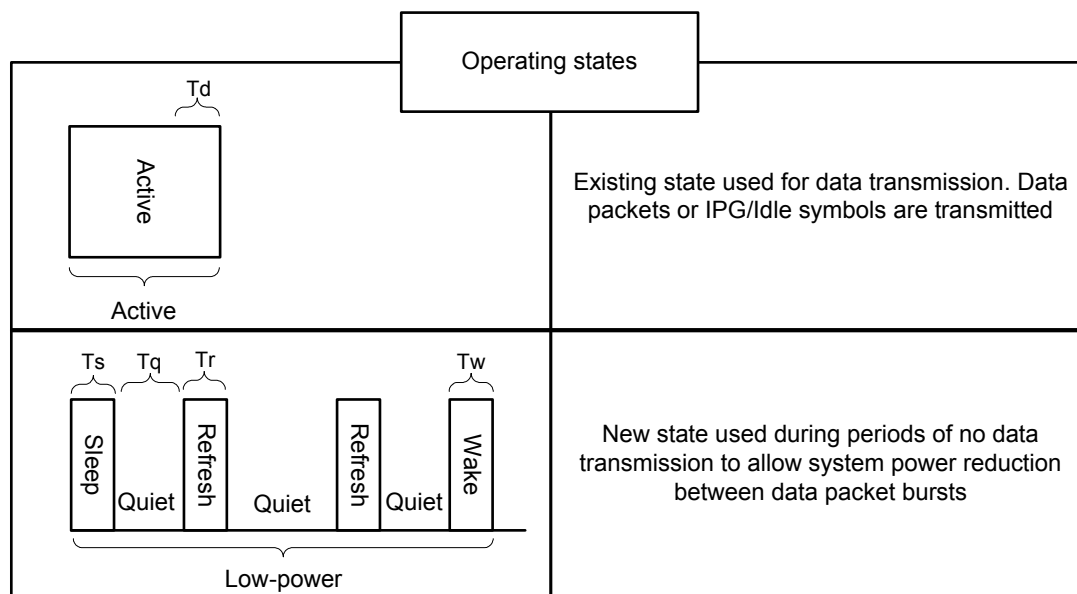 Operating states
Td
Active
Active
Existing state used for data transmission. Data
packets or IPG/Idle symbols are transmitted
Ts
Tq
Tr
Tw
Sleep
Quiet
Refresh
Quiet
Refresh
Quiet
Wake
Low-power
New state used during periods of no data
transmission to allow system power reduction
between data packet bursts